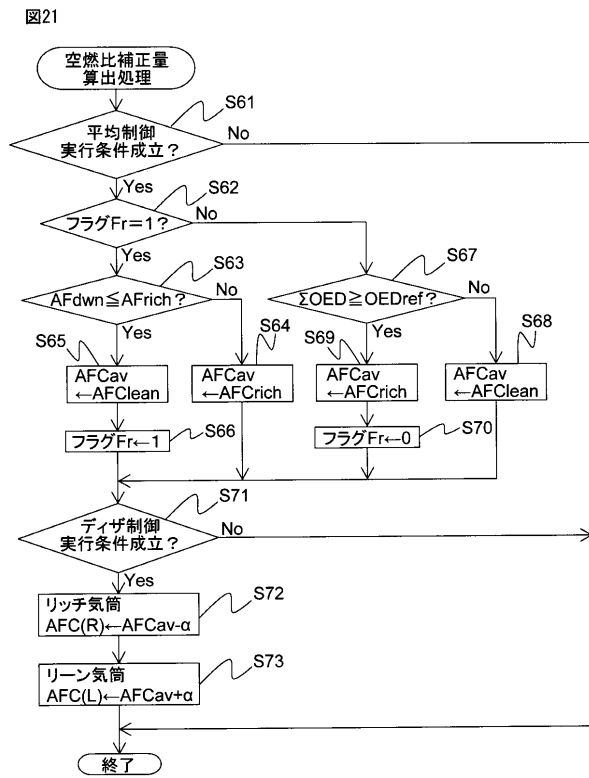 図21
空燃比補正量
算出処理
S61
平均制御
実行条件成立？
No
Yes
S62
フラグFr＝1？
No
Yes
S63
AFdwn≦AFrich？
No
Yes
S67
ΣOED≧OEDref？
No
Yes
S65
AFCav
←AFClean
S64
AFCav
←AFCrich
S69
AFCav
←AFCrich
S68
AFCav
←AFClean
フラグFr←1
S66
フラグFr←0
S70
S71
ディザ制御
実行条件成立？
No
Yes
リッチ気筒
AFC(R)←AFCav-α
S72
リーン気筒
AFC(L)←AFCav+α
S73
終了